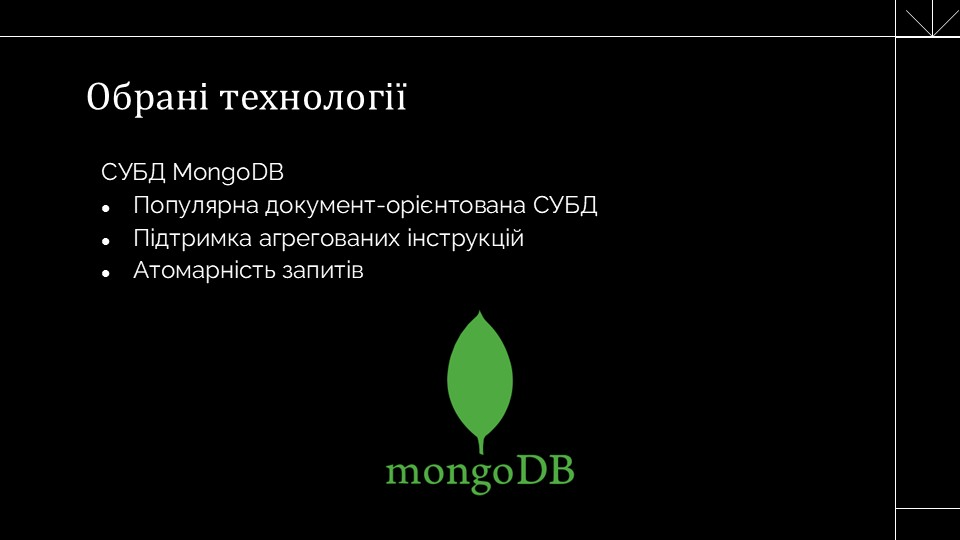 Обрані технології
СУБД MongoDB
● Популярна документ-орієнтована СУБД
● Підтримка агрегованих інструкцій
● Атомарність запитів
mongoDB